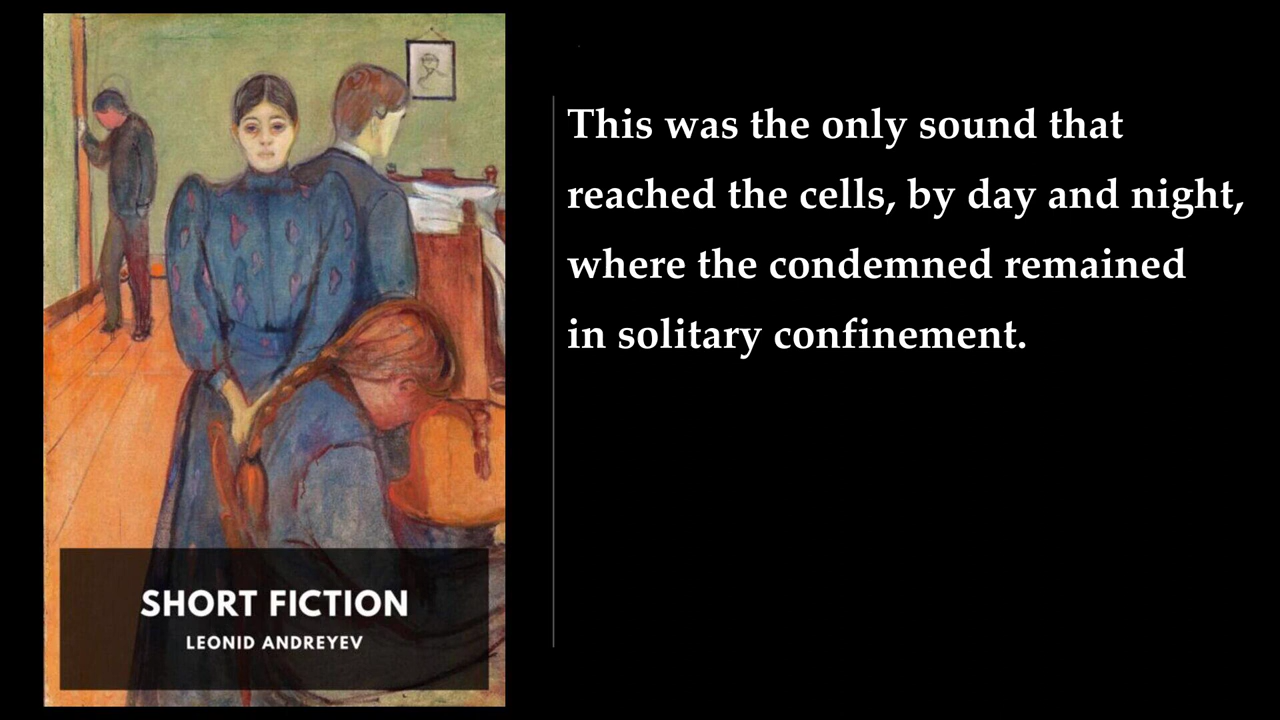 SHORT FICTION
LEONID ANDREYEV
This was the only sound that
reached the cells, by day and night,
where the condemned remained
in solitary confinement.